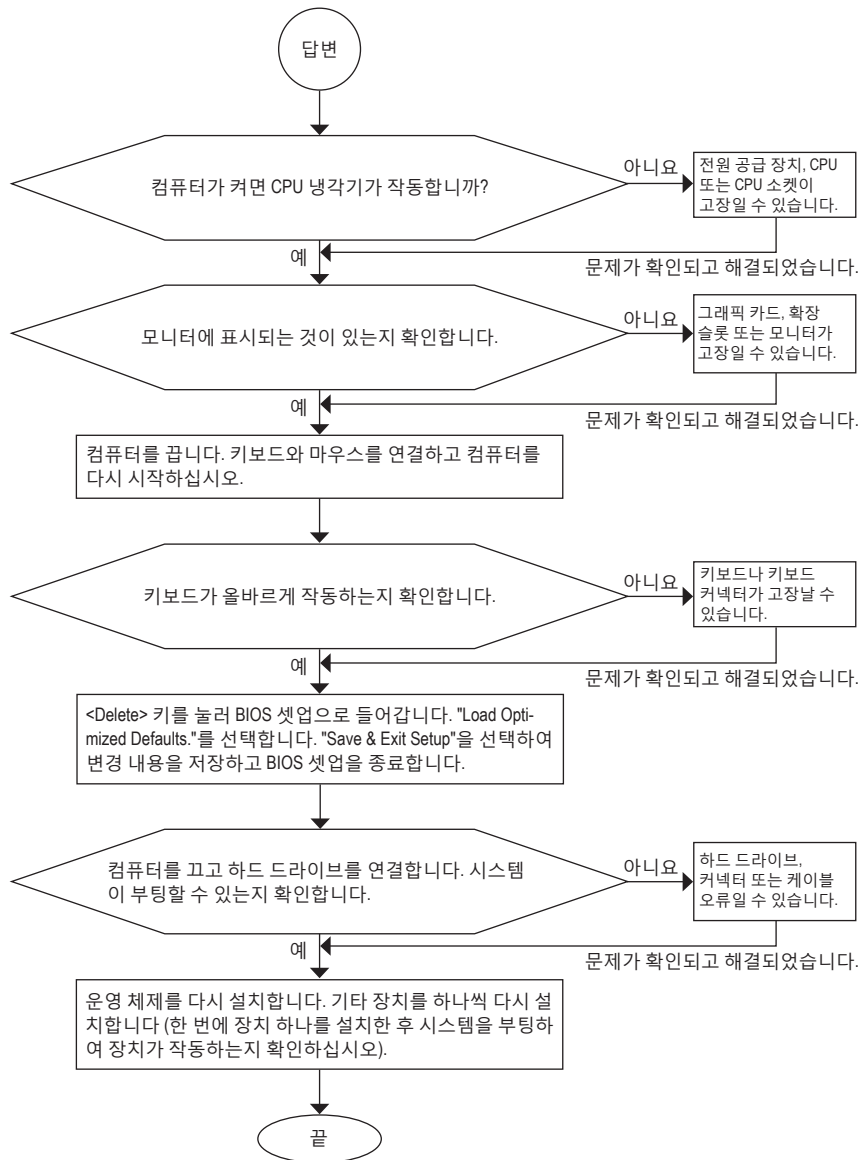 답변
컴퓨터가 켜면 CPU 냉각기가 작동합니까?
아니요
전원 공급 장치, CPU
또는 CPU 소켓이
고장일 수 있습니다.
예
문제가 확인되고 해결되었습니다.
모니터에 표시되는 것이 있는지 확인합니다.
아니요
그래픽 카드, 확장
슬롯 또는 모니터가
고장일 수 있습니다.
예
문제가 확인되고 해결되었습니다.
컴퓨터를 끕니다. 키보드와 마우스를 연결하고 컴퓨터를
다시 시작하십시오.
키보드가 올바르게 작동하는지 확인합니다.
아니요
키보드나 키보드
커넥터가 고장날 수
있습니다.
예
문제가 확인되고 해결되었습니다.
<Delete> 키를 눌러 BIOS 셋업으로 들어갑니다. "Load Opti-
mized Defaults."를 선택합니다. "Save & Exit Setup"을 선택하여
변경 내용을 저장하고 BIOS 셋업을 종료합니다.
컴퓨터를 끄고 하드 드라이브를 연결합니다. 시스템
이 부팅할 수 있는지 확인합니다.
아니요
하드 드라이브,
커넥터 또는 케이블
오류일 수 있습니다.
예
문제가 확인되고 해결되었습니다.
운영 체제를 다시 설치합니다. 기타 장치를 하나씩 다시 설
치합니다 (한 번에 장치 하나를 설치한 후 시스템을 부팅하
여 장치가 작동하는지 확인하십시오).
끝